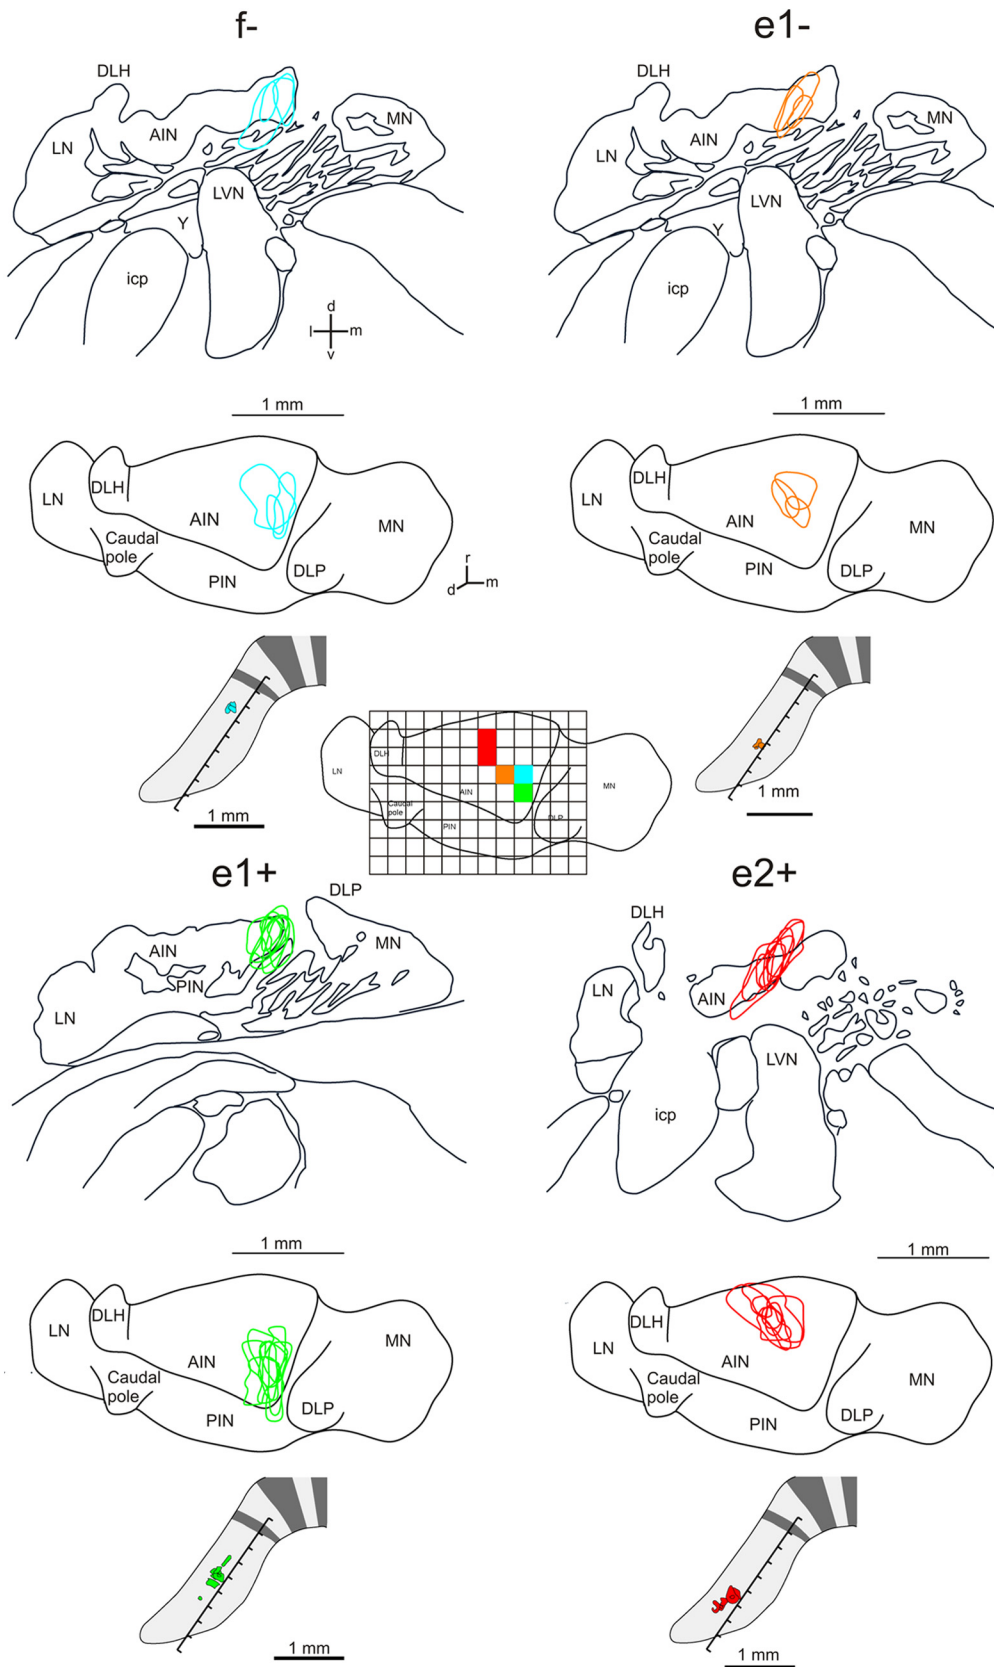 f-
e1-
DLH
AIN
LN
MN
LVN
Y
icp
d
l m
v
DLH
AIN
LN
MN
LVN
Y
icp
1 mm
LN
DLH
AIN
MN
Caudal
pole
PIN
DLP
r
d m
1 mm
LN
DLH
AIN
MN
Caudal
pole
PIN
DLP
1 mm
LN
DLH
AIN
MN
Caudal
pole
PIN
DLP
1 mm
e1+
e2+
DLP
AIN
MN
PIN
LN
DLH
LN
AIN
LVN
icp
1 mm
LN
DLH
AIN
MN
Caudal
pole
PIN
DLP
1 mm
LN
DLH
AIN
MN
Caudal
pole
PIN
DLP
1 mm
1 mm